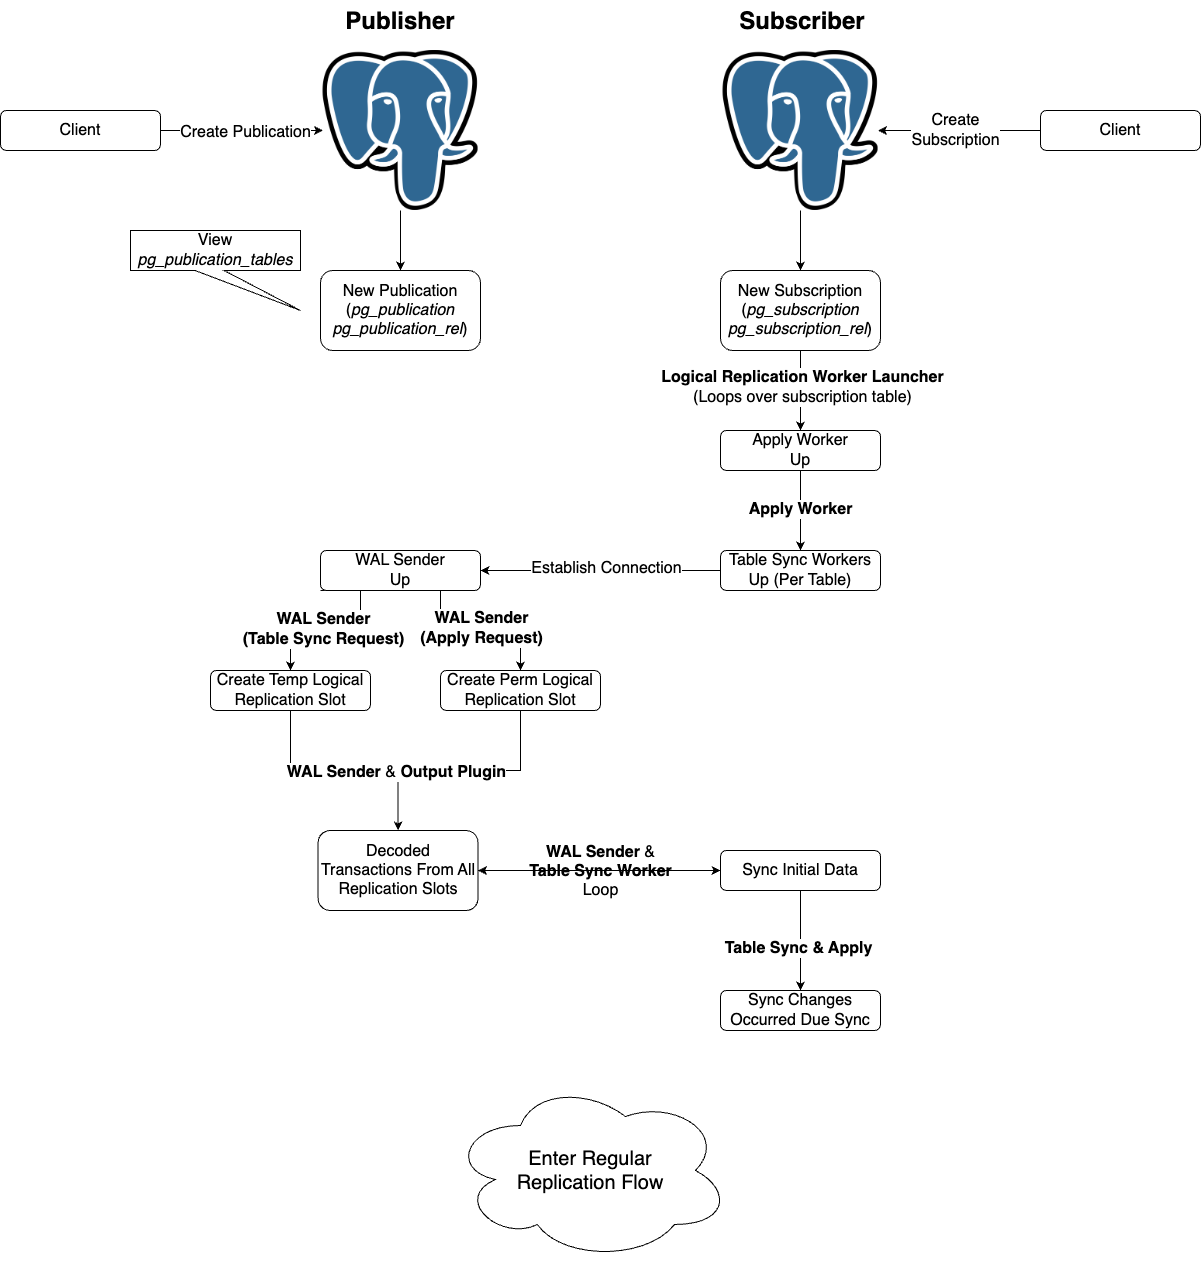 Publisher
Subscriber
Client
Create Publication
Create
Subscription
Client
View
pg_publication_tables
New Publication
(pg_publication
pg_publication_rel)
New Subscription
(pg_subscription
pg_subscription_rel)
Logical Replication Worker Launcher
(Loops over subscription table)
Apply Worker
Up
Apply Worker
WAL Sender
Up
Establish Connection
Table Sync Workers
Up (Per Table)
WAL Sender
(Table Sync Request)
WAL Sender
(Apply Request)
Create Temp Logical
Replication Slot
Create Perm Logical
Replication Slot
WAL Sender & Output Plugin
Decoded
Transactions From All
Replication Slots
WAL Sender &
Table Sync Worker
Loop
Sync Initial Data
Table Sync & Apply
Sync Changes
Occurred Due Sync
Enter Regular
Replication Flow